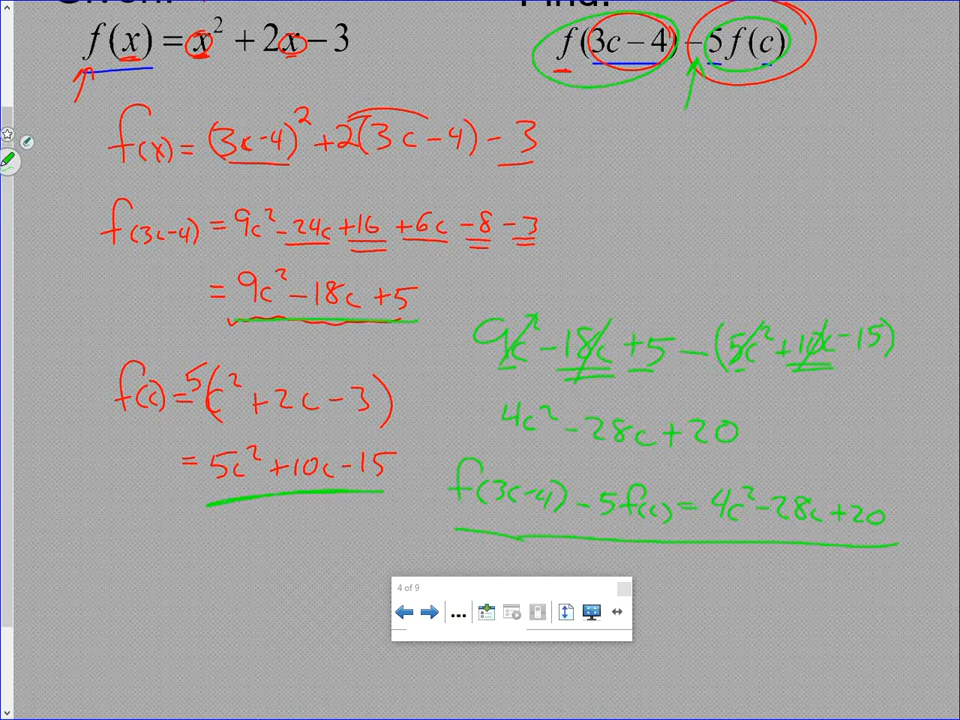 Given:
Find:
f(x) = x² + 2x − 3
f(3c − 4) − 5f(c)
f(x) = (3x-4)² + 2(3c - 4) - 3
f(3c-4) = 9c² - 24c + 16 + 6c - 8 - 3
= 9c² - 18c + 5
f(c) = 5(c² + 2c - 3)
= 5c² + 10c - 15
9c² - 18c + 5 - (5c² + 10c - 15)
4c² - 28c + 20
f(3c-4) - 5f(c) = 4c² - 28c + 20
4 of 9